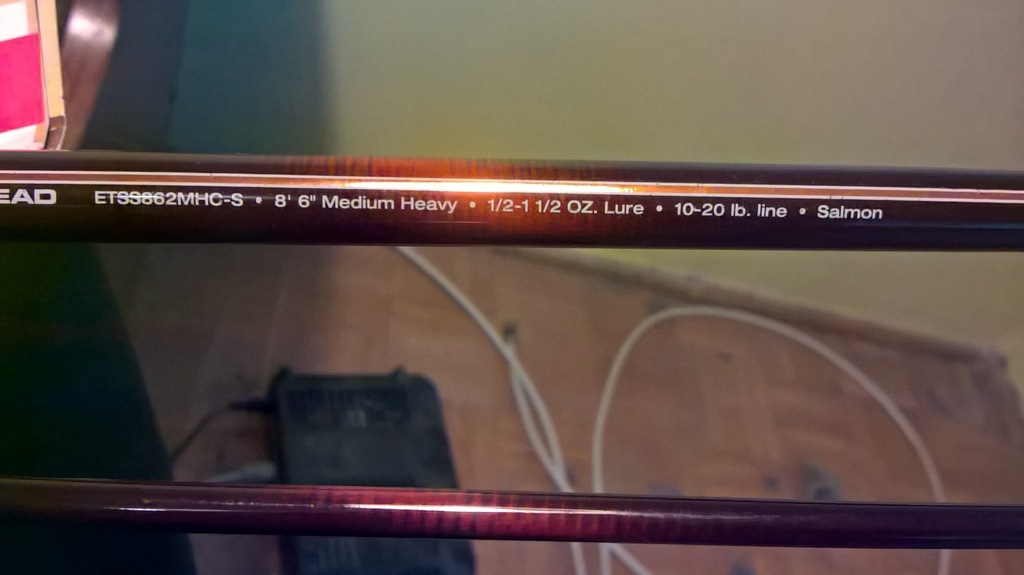 EAD ETSS862MHC-S • 8' 6" Medium Heavy • 1/2-1 1/2 OZ. Lure • 10-20 lb. line • Salmon